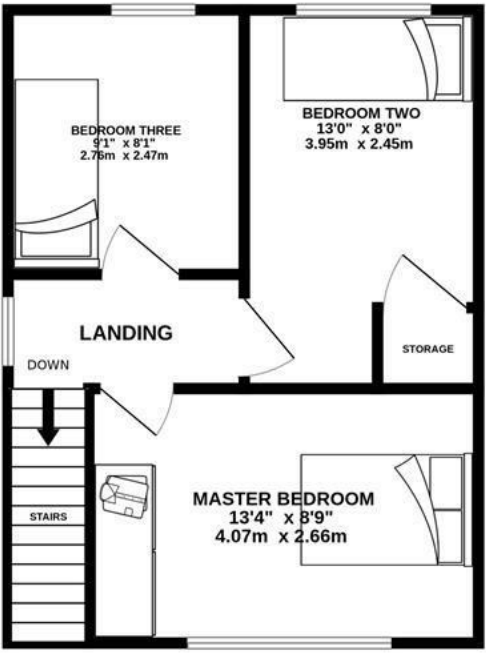 BEDROOM TWO
13'0" x 8'0"
3.95m x 2.45m
BEDROOM THREE
9'1" x 8'1"
2.76m x 2.47m
LANDING
STORAGE
DOWN
STAIRS
MASTER BEDROOM
13'4" x 8'9"
4.07m x 2.66m